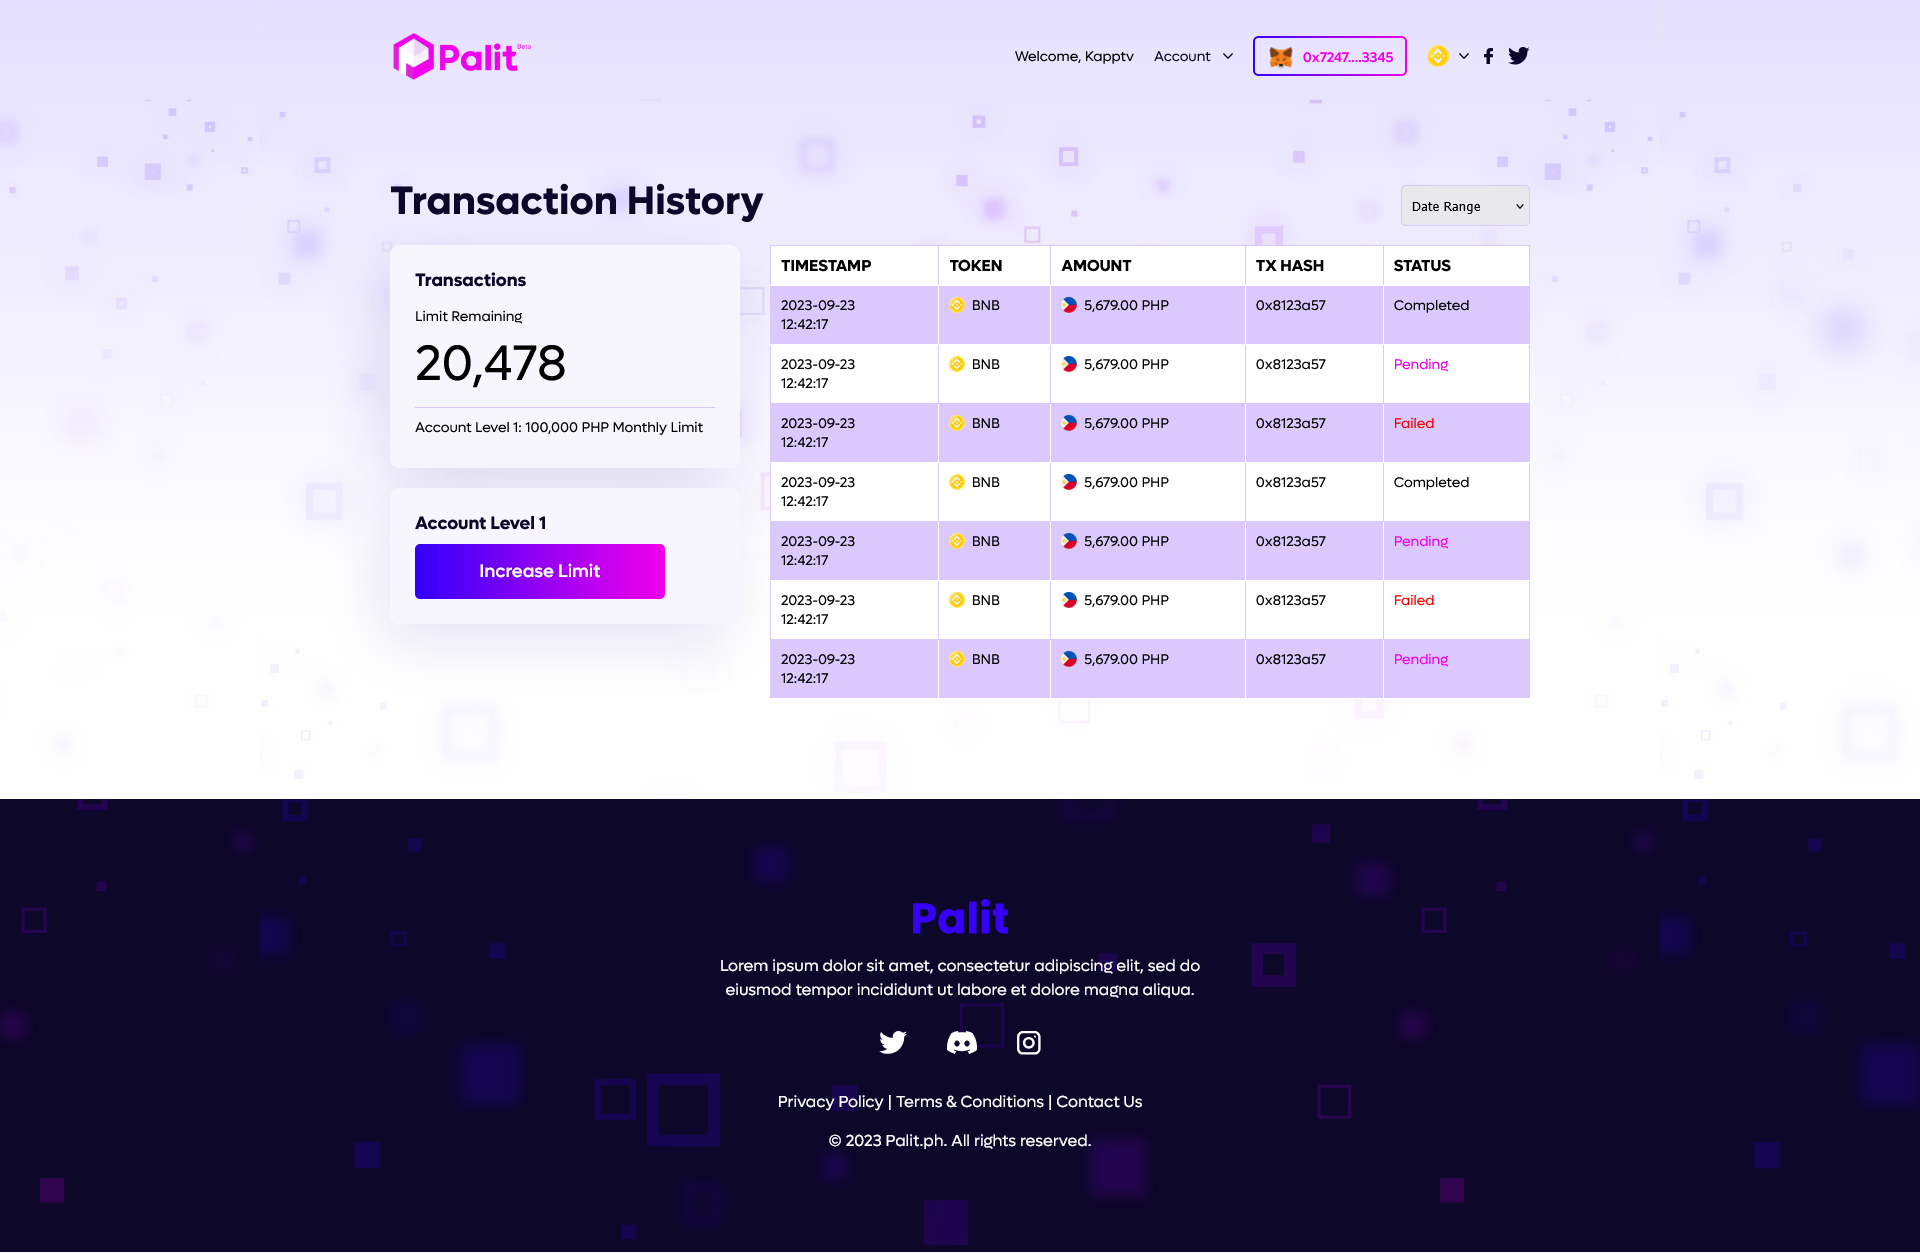 Palit Beta
Welcome, Kapptv
Account
0x7247....3345
Transaction History
Date Range
Transactions
Limit Remaining
20,478
Account Level 1: 100,000 PHP Monthly Limit
Account Level 1
Increase Limit
TIMESTAMP TOKEN AMOUNT TX HASH STATUS
2023-09-23 BNB 5,679.00 PHP 0x8123a57 Completed
12:42:17
2023-09-23 BNB 5,679.00 PHP 0x8123a57 Pending
12:42:17
2023-09-23 BNB 5,679.00 PHP 0x8123a57 Failed
12:42:17
2023-09-23 BNB 5,679.00 PHP 0x8123a57 Completed
12:42:17
2023-09-23 BNB 5,679.00 PHP 0x8123a57 Pending
12:42:17
2023-09-23 BNB 5,679.00 PHP 0x8123a57 Failed
12:42:17
2023-09-23 BNB 5,679.00 PHP 0x8123a57 Pending
12:42:17
Palit
Lorem ipsum dolor sit amet, consectetur adipiscing elit, sed do
eiusmod tempor incididunt ut labore et dolore magna aliqua.
Privacy Policy | Terms & Conditions | Contact Us
© 2023 Palit.ph. All rights reserved.